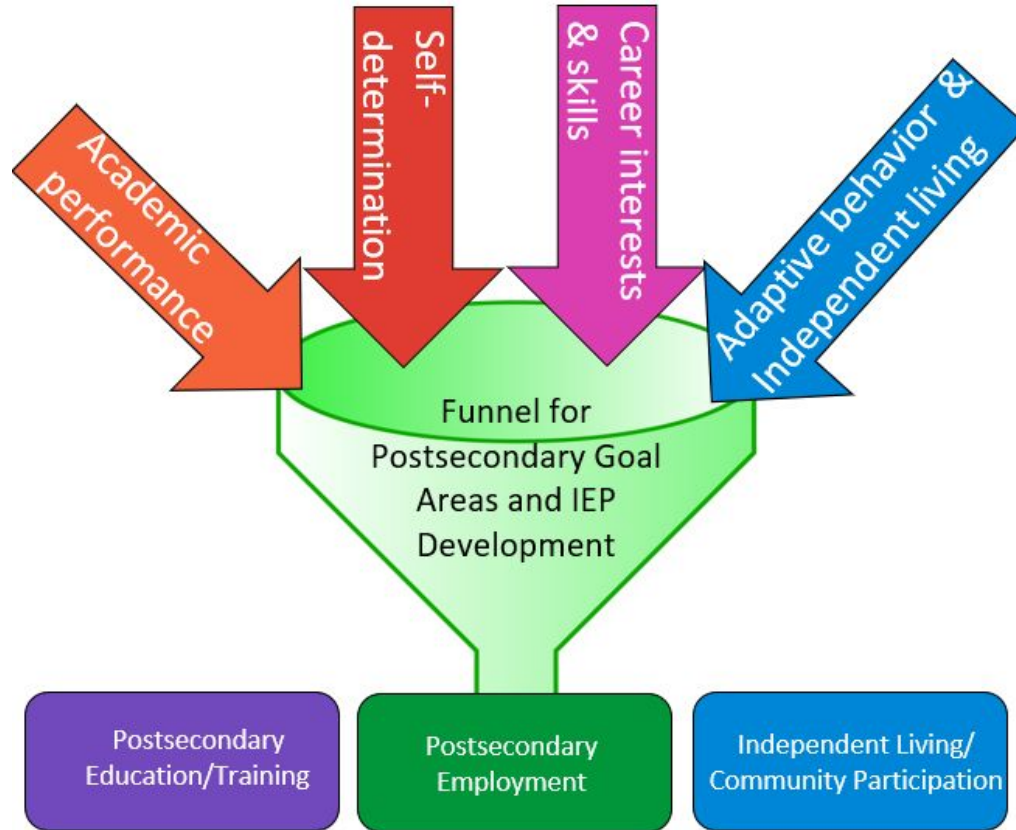 Academic
performance
Self-
determination
Career interests
& skills
Adaptive behavior &
Independent living
Funnel for
Postsecondary Goal
Areas and IEP
Development
Postsecondary
Education/Training
Postsecondary
Employment
Independent Living/
Community Participation